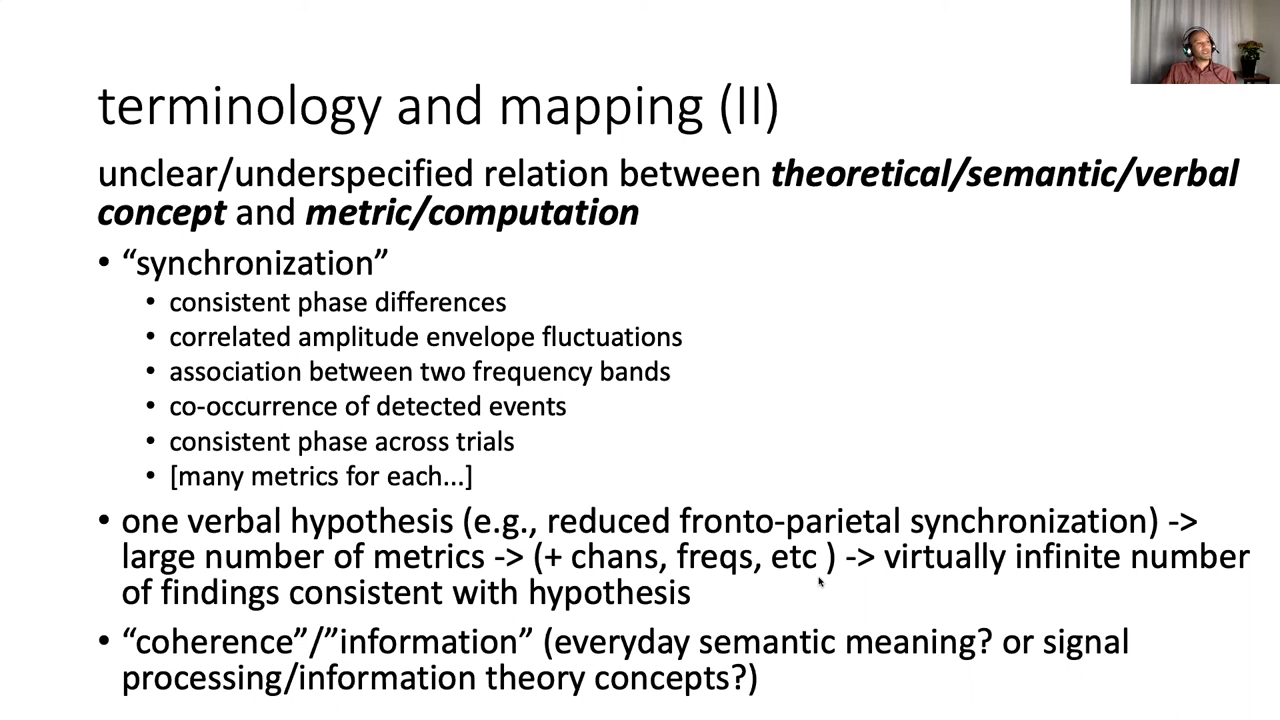 terminology and mapping (II)
unclear/underspecified relation between theoretical/semantic/verbal
concept and metric/computation
• “synchronization”
• consistent phase differences
• correlated amplitude envelope fluctuations
• association between two frequency bands
• co-occurrence of detected events
• consistent phase across trials
• [many metrics for each...]
• one verbal hypothesis (e.g., reduced fronto-parietal synchronization) ->
large number of metrics -> (+ chans, freqs, etc ) -> virtually infinite number
of findings consistent with hypothesis
• “coherence”/”information” (everyday semantic meaning? or signal
processing/information theory concepts?)